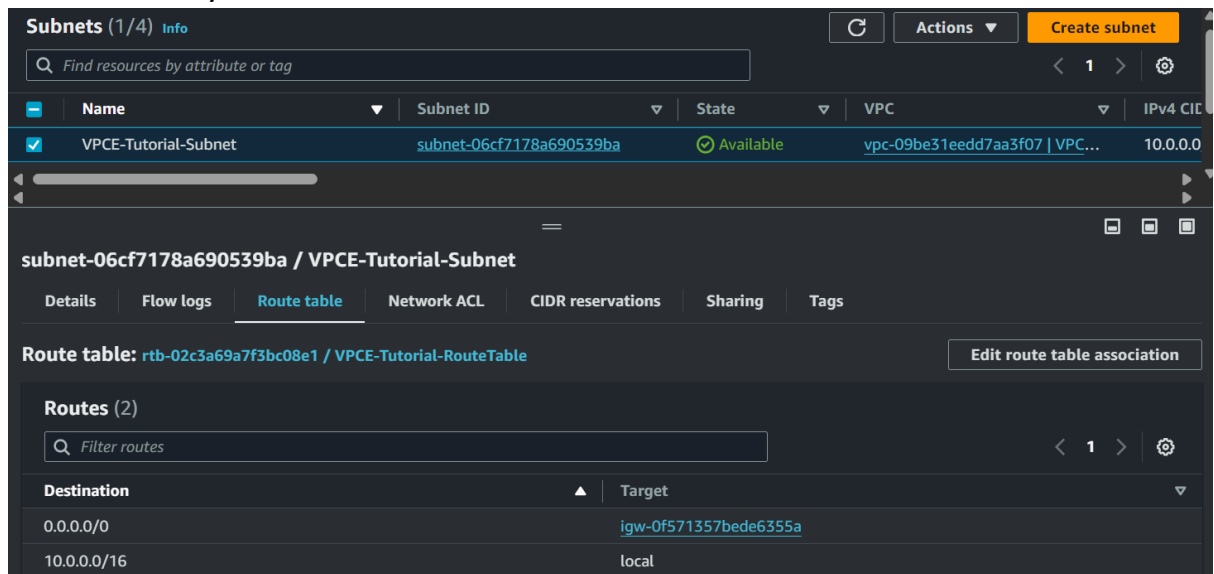 Subnets (1/4) Info
Actions ▼ Create subnet
Find resources by attribute or tag
1
Name Subnet ID State VPC IPv4 CID
VPCE-Tutorial-Subnet subnet-06cf7178a690539ba Available vpc-09be31eedd7aa3f07 | VPC... 10.0.0.0
subnet-06cf7178a690539ba / VPCE-Tutorial-Subnet
Details Flow logs Route table Network ACL CIDR reservations Sharing Tags
Route table: rtb-02c3a69a7f3bc08e1 / VPCE-Tutorial-RouteTable Edit route table association
Routes (2)
Filter routes
1
Destination Target
0.0.0.0/0 igw-0f571357bede6355a
10.0.0.0/16 local